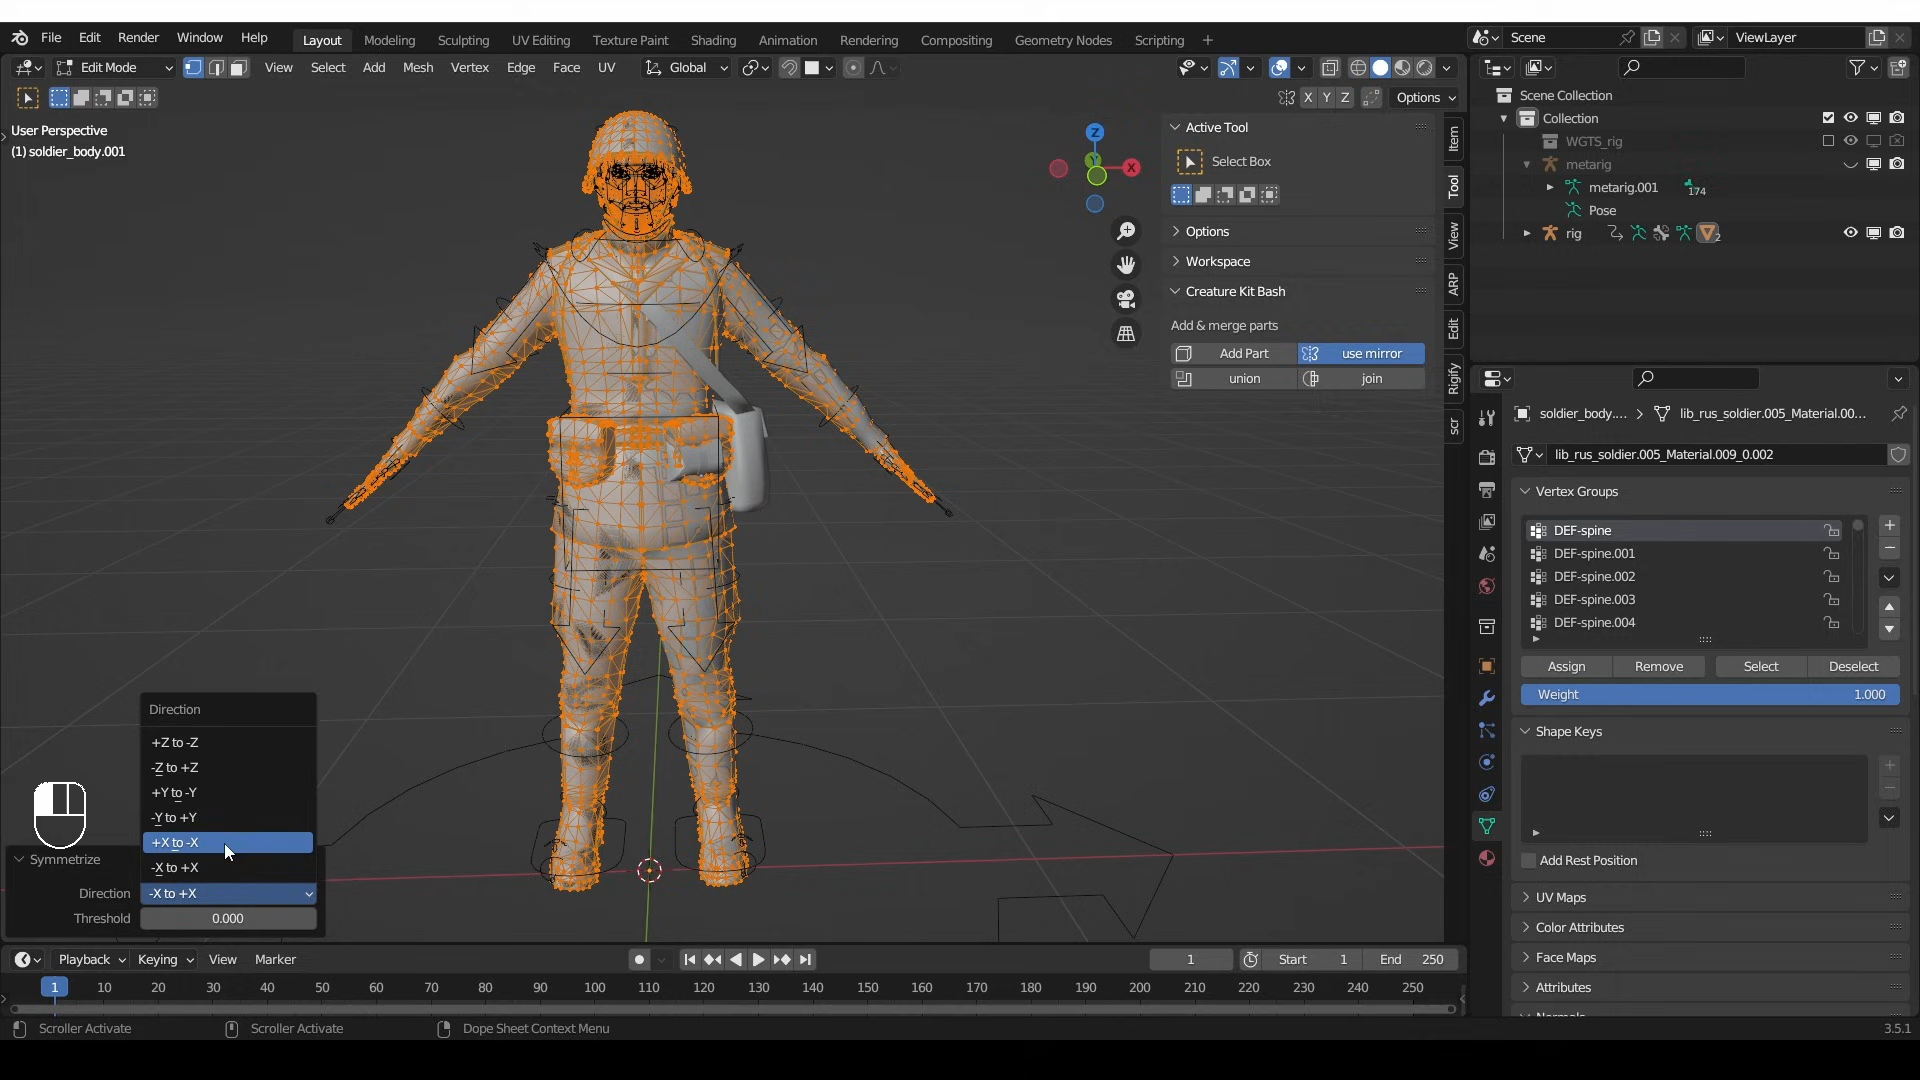 File Edit Render Window Help Layout Modeling Sculpting UV Editing Texture Paint Shading Animation Rendering Compositing Geometry Nodes Scripting + Scene ViewLayer
Edit Mode View Select Add Mesh Vertex Edge Face UV Global
X Y Z Options
User Perspective
(1) soldier_body.001
Z
X
Y
Active Tool
Select Box
Options
Workspace
Creature Kit Bash
Add & merge parts
Add Part use mirror
union join
Item
Tool
View
ARP
Edit
Rigify
scr
Scene Collection
Collection
WGTS_rig
metarig
metarig.001 174
Pose
rig 2
soldier_body.... lib_rus_soldier.005_Material.00...
lib_rus_soldier.005_Material.009_0.002
Vertex Groups
DEF-spine
DEF-spine.001
DEF-spine.002
DEF-spine.003
DEF-spine.004
Assign Remove Select Deselect
Weight 1.000
Shape Keys
Add Rest Position
UV Maps
Color Attributes
Face Maps
Attributes
Normals
Direction
+Z to -Z
-Z to +Z
+Y to -Y
-Y to +Y
+X to -X
-X to +X
Symmetrize
Direction -X to +X
Threshold 0.000
Playback Keying View Marker 1 Start 1 End 250
1 10 20 30 40 50 60 70 80 90 100 110 120 130 140 150 160 170 180 190 200 210 220 230 240 250
Scroller Activate Scroller Activate Dope Sheet Context Menu 3.5.1